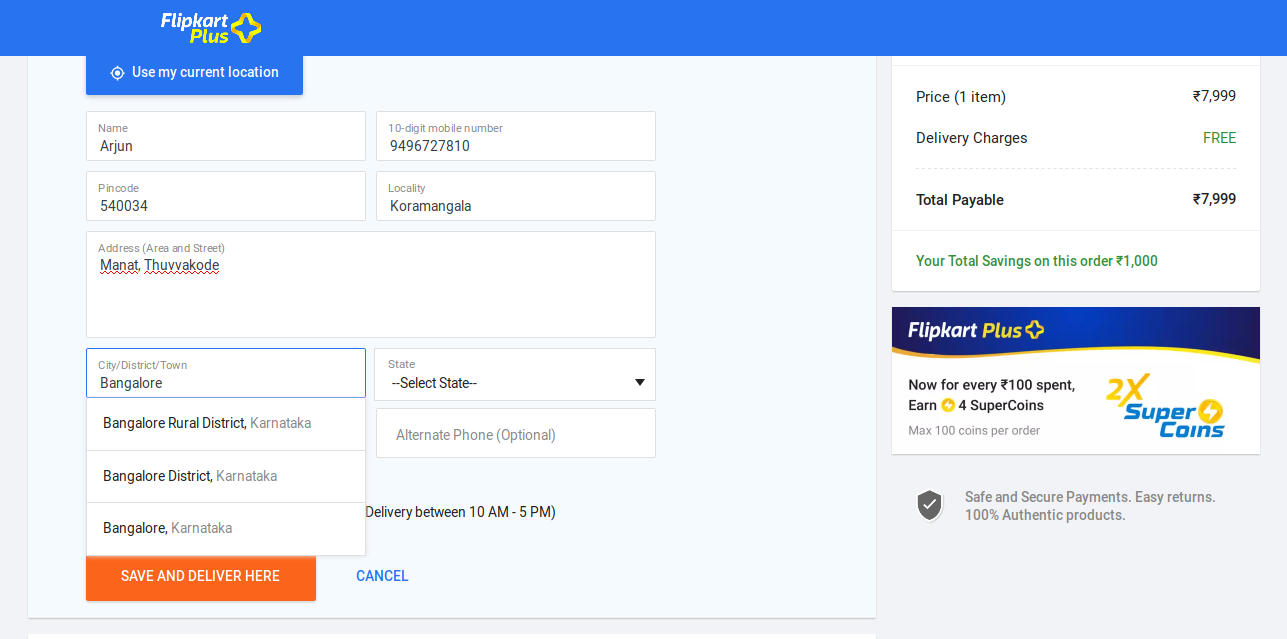 Flipkart
Plus
Use my current location
Name
Arjun
10-digit mobile number
9496727810
Pincode
540034
Locality
Koramangala
Address (Area and Street)
Manat, Thuvvakode
City/District/Town
Bangalore
State
--Select State--
Bangalore Rural District, Karnataka
Bangalore District, Karnataka
Bangalore, Karnataka
Alternate Phone (Optional)
Delivery between 10 AM - 5 PM)
SAVE AND DELIVER HERE
CANCEL
Price (1 item)
₹7,999
Delivery Charges
FREE
Total Payable
₹7,999
Your Total Savings on this order ₹1,000
Flipkart Plus
Now for every ₹100 spent,
Earn 4 SuperCoins
Max 100 coins per order
2X
Super
Coins
Safe and Secure Payments. Easy returns.
100% Authentic products.